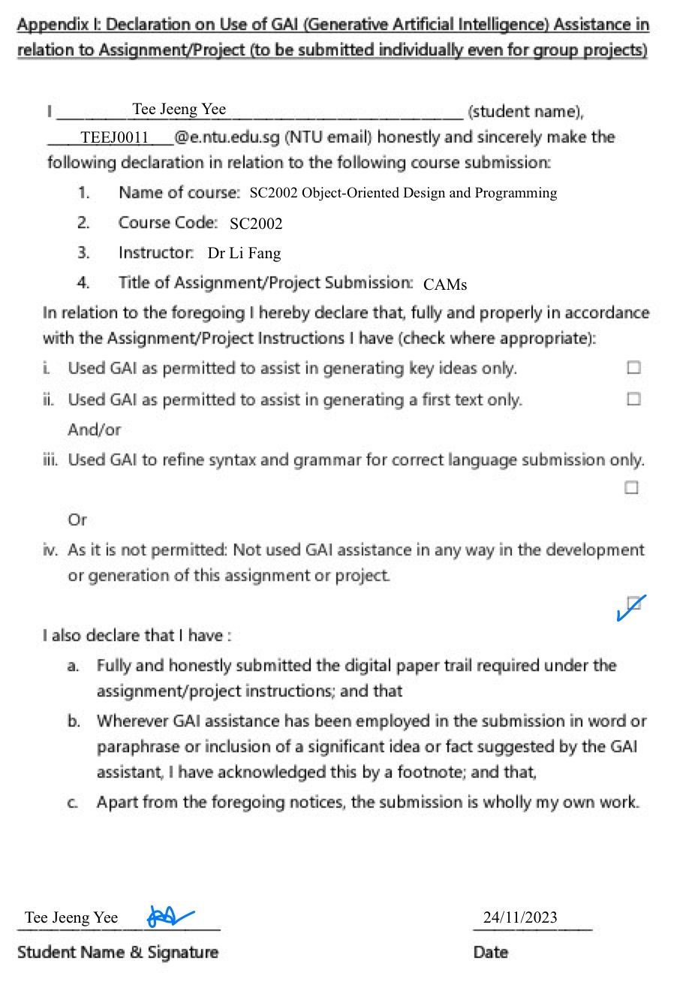 Appendix I: Declaration on Use of GAI (Generative Artificial Intelligence) Assistance in
relation to Assignment/Project (to be submitted individually even for group projects)
I Tee Jeeng Yee (student name),
TEEJ0011 @e.ntu.edu.sg (NTU email) honestly and sincerely make the
following declaration in relation to the following course submission:
1. Name of course: SC2002 Object-Oriented Design and Programming
2. Course Code: SC2002
3. Instructor: Dr Li Fang
4. Title of Assignment/Project Submission: CAMs
In relation to the foregoing I hereby declare that, fully and properly in accordance
with the Assignment/Project Instructions I have (check where appropriate):
i. Used GAI as permitted to assist in generating key ideas only. ☐
ii. Used GAI as permitted to assist in generating a first text only. ☐
And/or
iii. Used GAI to refine syntax and grammar for correct language submission only.
☐
Or
iv. As it is not permitted: Not used GAI assistance in any way in the development
or generation of this assignment or project.
☑
I also declare that I have :
a. Fully and honestly submitted the digital paper trail required under the
assignment/project instructions; and that
b. Wherever GAI assistance has been employed in the submission in word or
paraphrase or inclusion of a significant idea or fact suggested by the GAI
assistant, I have acknowledged this by a footnote; and that,
c. Apart from the foregoing notices, the submission is wholly my own work.
Tee Jeeng Yee 24/11/2023
Student Name & Signature Date